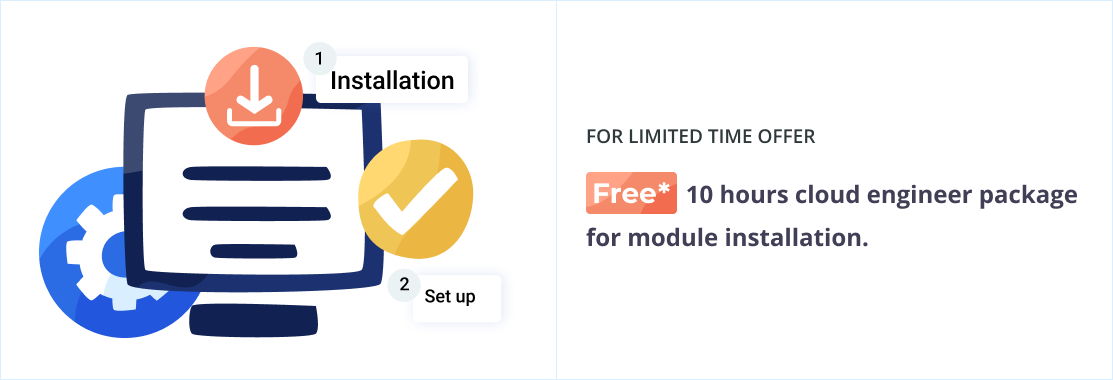 1
Installation
2
Set up
FOR LIMITED TIME OFFER
Free* 10 hours cloud engineer package
for module installation.